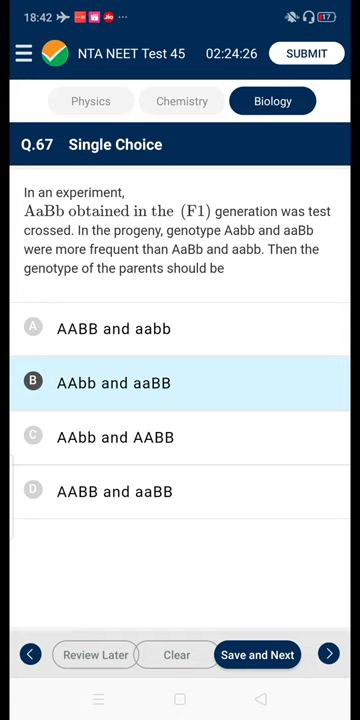 18:42 Jio ... 17
NTA NEET Test 45 02:24:26 SUBMIT
Physics Chemistry Biology
Q.67 Single Choice
In an experiment,
AaBb obtained in the (F1) generation was test
crossed. In the progeny, genotype Aabb and aaBb
were more frequent than AaBb and aabb. Then the
genotype of the parents should be
A AABB and aabb
B AAbb and aaBB
C AAbb and AABB
D AABB and aaBB
Review Later Clear Save and Next